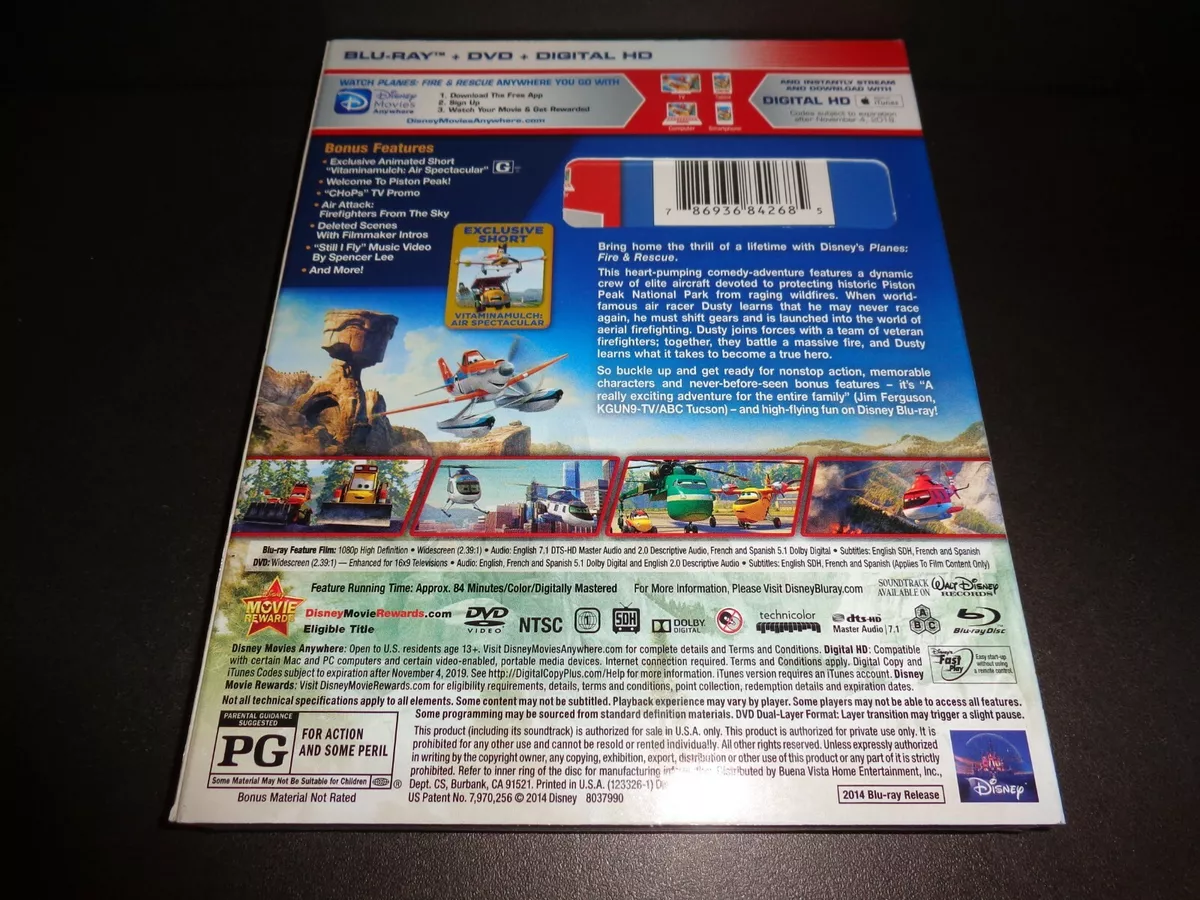 BLU-RAY™ + DVD + DIGITAL HD
WATCH PLANES: FIRE & RESCUE ANYWHERE YOU GO WITH
Disney
Movies
Anywhere
1. Download The Free App
2. Sign Up
3. Watch Your Movie & Get Rewarded!
DisneyMoviesAnywhere.com
TV
Computer
Smartphone
AND INSTANTLY STREAM
AND DOWNLOAD WITH
DIGITAL HD
iTunes
Codes subject to expiration
after November 4, 2019
Bonus Features
• Exclusive Animated Short
"Vitaminamulch: Air Spectacular" G
• Welcome To Piston Peak!
• "CHoPs" TV Promo
• Air Attack:
Firefighters From The Sky
• Deleted Scenes
With Filmmaker Intros
• "Still I Fly" Music Video
By Spencer Lee
• And More!
EXCLUSIVE
SHORT
VITAMINAMULCH:
AIR SPECTACULAR
7 86936 84268 5
Bring home the thrill of a lifetime with Disney's Planes:
Fire & Rescue.
This heart-pumping comedy-adventure features a dynamic
crew of elite aircraft devoted to protecting historic Piston
Peak National Park from raging wildfires. When world-
famous air racer Dusty learns that he may never race
again, he must shift gears and is launched into the world of
aerial firefighting. Dusty joins forces with a team of veteran
firefighters; together, they battle a massive fire, and Dusty
learns what it takes to become a true hero.
So buckle up and get ready for nonstop action, memorable
characters and never-before-seen bonus features – it's "A
really exciting adventure for the entire family" (Jim Ferguson,
KGUN9-TV/ABC Tucson) – and high-flying fun on Disney Blu-ray!
Blu-ray Feature Film: 1080p High Definition • Widescreen (2.39:1) • Audio: English 7.1 DTS-HD Master Audio and 2.0 Descriptive Audio, French and Spanish 5.1 Dolby Digital • Subtitles: English SDH, French and Spanish
DVD: Widescreen (2.39:1) — Enhanced for 16x9 Televisions • Audio: English, French and Spanish 5.1 Dolby Digital and English 2.0 Descriptive Audio • Subtitles: English SDH, French and Spanish (Applies To Film Content Only)
Feature Running Time: Approx. 84 Minutes/Color/Digitally Mastered
For More Information, Please Visit DisneyBluray.com
SOUNDTRACK
AVAILABLE ON
WALT DISNEY
RECORDS
Disney
MOVIE
REWARDS
DisneyMovieRewards.com
Eligible Title
DVD
VIDEO
NTSC
1
SDH
DOLBY
DIGITAL
technicolor
dts-HD
Master Audio | 7.1
A
B C
Blu-ray Disc
Disney Movies Anywhere: Open to U.S. residents age 13+. Visit DisneyMoviesAnywhere.com for complete details and Terms and Conditions. Digital HD: Compatible
with certain Mac and PC computers and certain video-enabled, portable media devices. Internet connection required. Terms and Conditions apply. Digital Copy and
iTunes Codes subject to expiration after November 4, 2019. See http://DigitalCopyPlus.com/Help for more information. iTunes version requires an iTunes account. Disney
Movie Rewards: Visit DisneyMovieRewards.com for eligibility requirements, details, terms and conditions, point collection, redemption details and expiration dates.
Disney's
Fast
Play
Easy start-up
without using
a remote control.
Not all technical specifications apply to all elements. Some content may not be subtitled. Playback experience may vary by player. Some players may not be able to access all features.
Some programming may be sourced from standard definition materials. DVD Dual-Layer Format: Layer transition may trigger a slight pause.
PARENTAL GUIDANCE
SUGGESTED
PG
FOR ACTION
AND SOME PERIL
Some Material May Not Be Suitable for Children
®
Bonus Material Not Rated
This product (including its soundtrack) is authorized for sale in U.S.A. only. This product is authorized for private use only. It is
prohibited for any other use and cannot be resold or rented individually. All other rights reserved. Unless expressly authorized
in writing by the copyright owner, any copying, exhibition, export, distribution or other use of this product or any part of it is strictly
prohibited. Refer to inner ring of the disc for manufacturing Distributed by Buena Vista Home Entertainment, Inc.,
Dept. CS, Burbank, CA 91521. Printed in U.S.A. (123326-1)
US Patent No. 7,970,256 © 2014 Disney 8037990
2014 Blu-ray Release
Disney